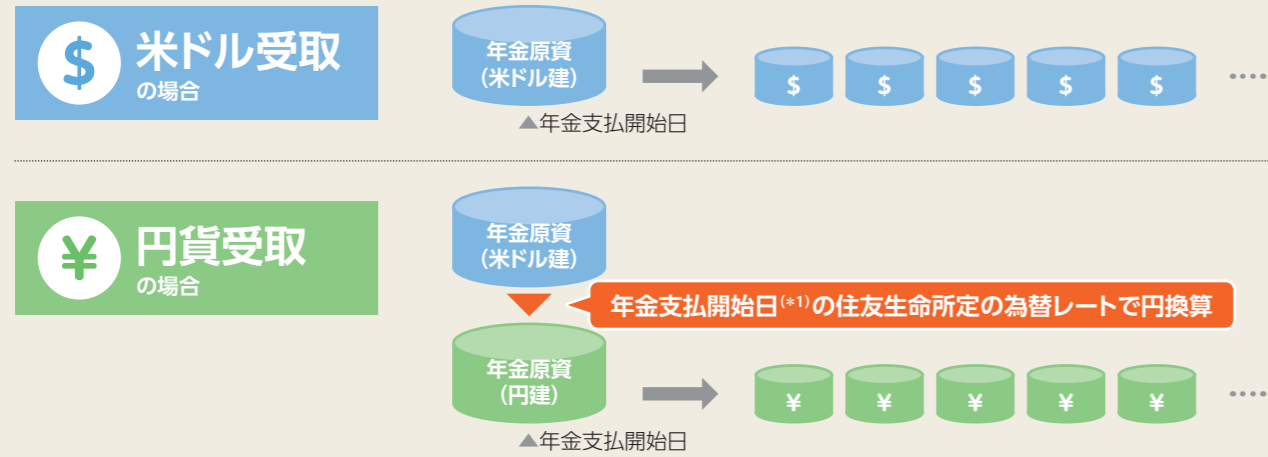 $
米ドル受取
の場合
年金原資
(米ドル建)
$ $ $ $ $ ••••
▲年金支払開始日
¥
円貨受取
の場合
年金原資
(米ドル建)
年金支払開始日(*1)の住友生命所定の為替レートで円換算
年金原資
(円建)
¥ ¥ ¥ ¥ ¥ ••••
▲年金支払開始日